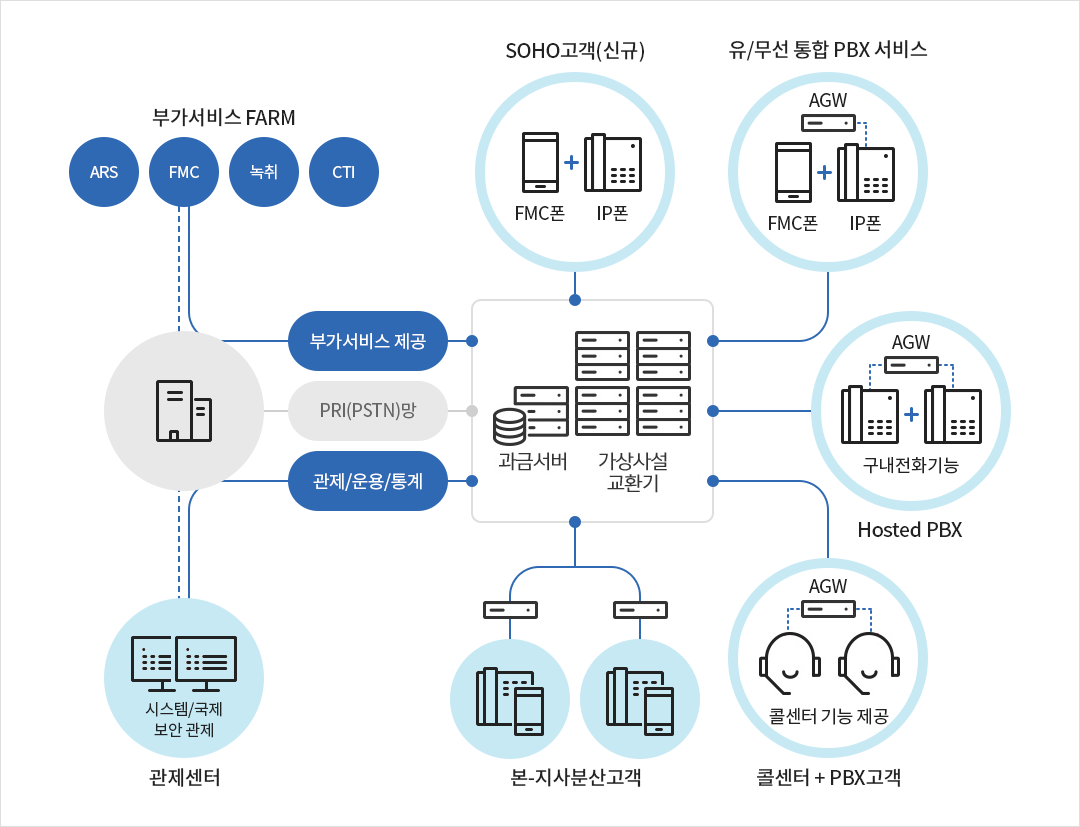 SOHO고객(신규)
유/무선 통합 PBX 서비스
부가서비스 FARM
ARS
FMC
녹취
CTI
FMC폰
IP폰
AGW
FMC폰
IP폰
부가서비스 제공
PRI(PSTN)망
관제/운용/통계
과금서버
가상사설
교환기
AGW
구내전화기능
Hosted PBX
AGW
콜센터 기능 제공
콜센터 + PBX고객
시스템/국제
보안 관제
관제센터
본-지사분산고객